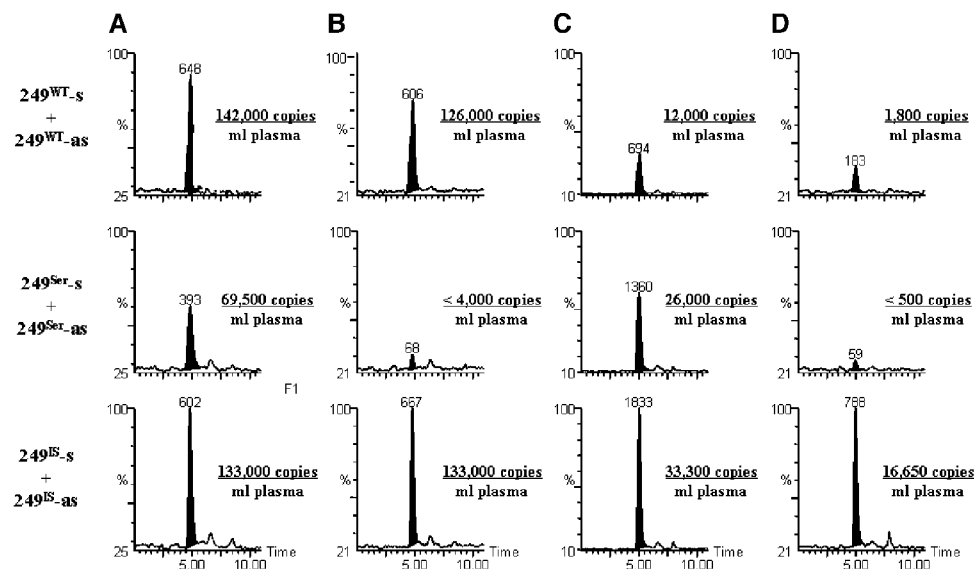 A B C D
249WT-s
+
249WT-as
100
%
25
648
142,000 copies
ml plasma
100
%
21
606
126,000 copies
ml plasma
100
%
10
694
12,000 copies
ml plasma
100
%
21
183
1,800 copies
ml plasma
249Ser-s
+
249Ser-as
100
%
25
393
69,500 copies
ml plasma
F1
100
%
21
68
< 4,000 copies
ml plasma
100
%
10
1360
26,000 copies
ml plasma
100
%
21
59
< 500 copies
ml plasma
249IS-s
+
249IS-as
100
%
25
602
133,000 copies
ml plasma
Time
5.00 10.00
100
%
21
667
133,000 copies
ml plasma
Time
5.00 10.00
100
%
10
1833
33,300 copies
ml plasma
Time
5.00 10.00
100
%
21
788
16,650 copies
ml plasma
Time
5.00 10.00